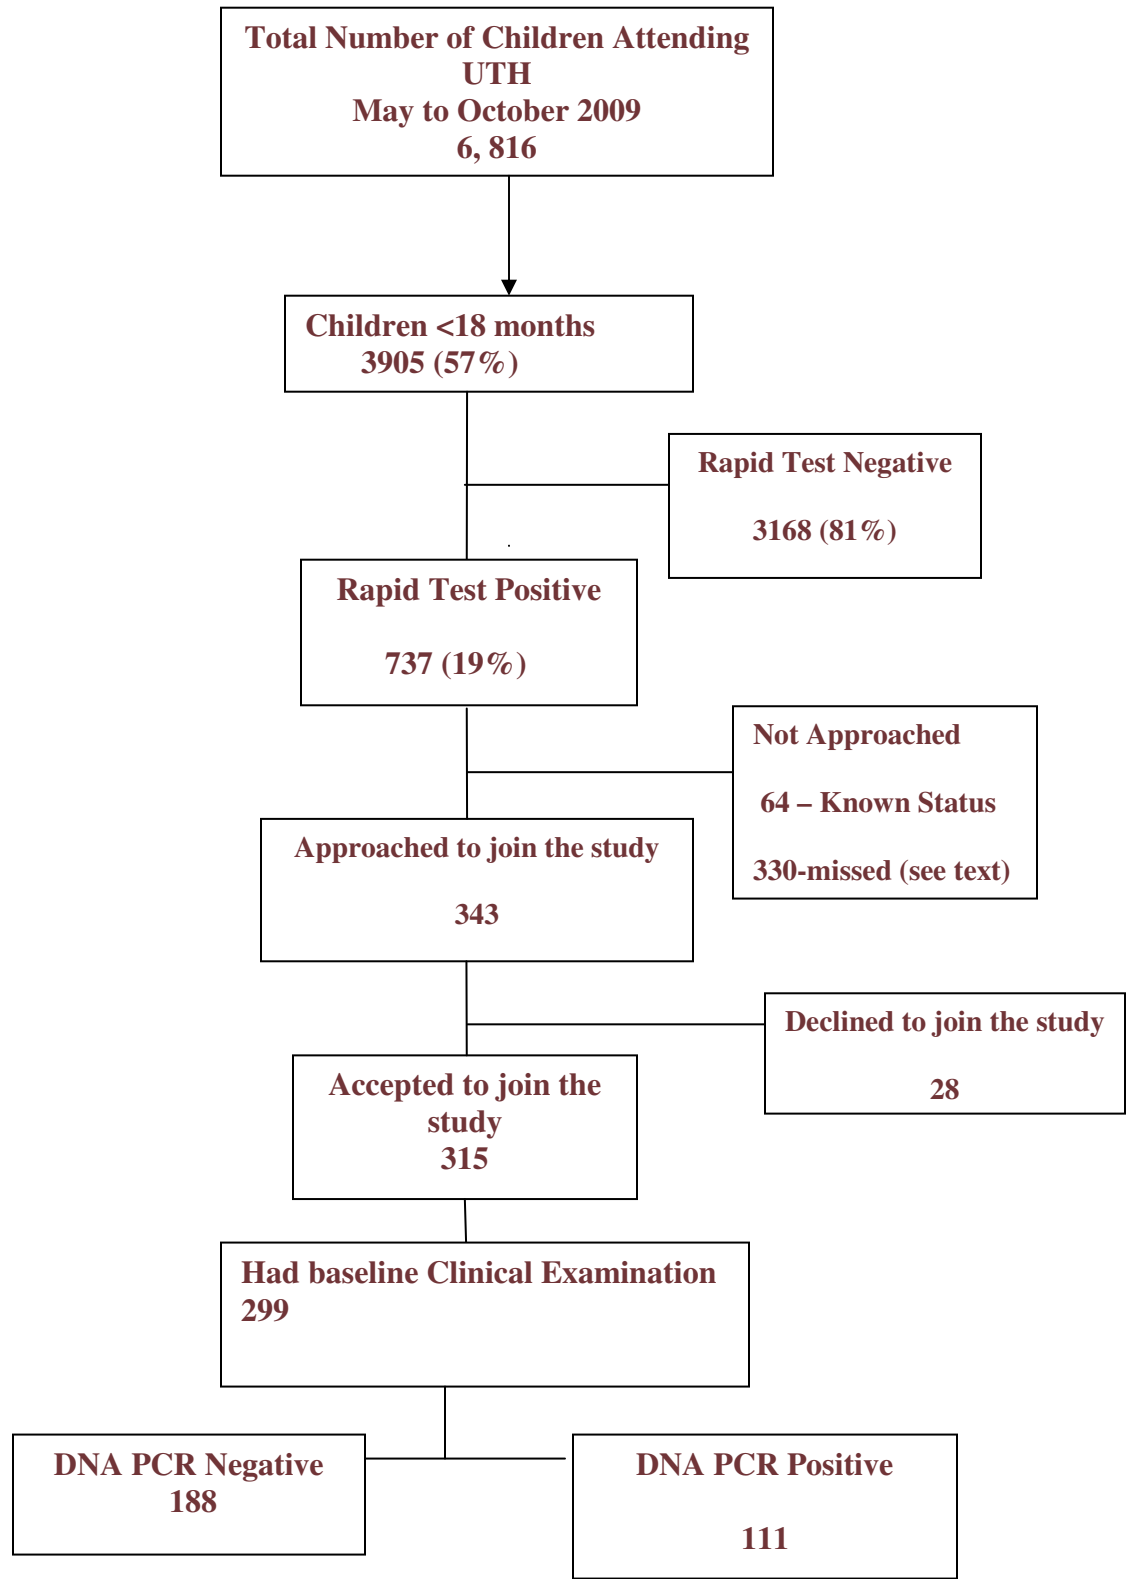 Total Number of Children Attending
UTH
May to October 2009
6, 816
Children <18 months
3905 (57%)
Rapid Test Negative
3168 (81%)
Rapid Test Positive
737 (19%)
Not Approached
64 – Known Status
330-missed (see text)
Approached to join the study
343
Declined to join the study
28
Accepted to join the
study
315
Had baseline Clinical Examination
299
DNA PCR Negative
188
DNA PCR Positive
111